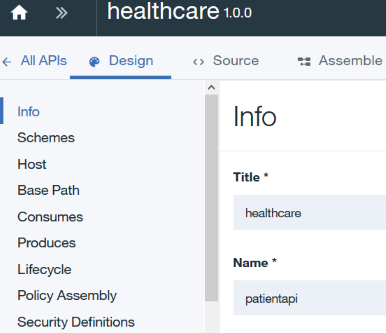 healthcare 1.0.0
All APIs Design Source Assemble
Info
Schemes
Host
Base Path
Consumes
Produces
Lifecycle
Policy Assembly
Security Definitions
Info
Title *
healthcare
Name *
patientapi